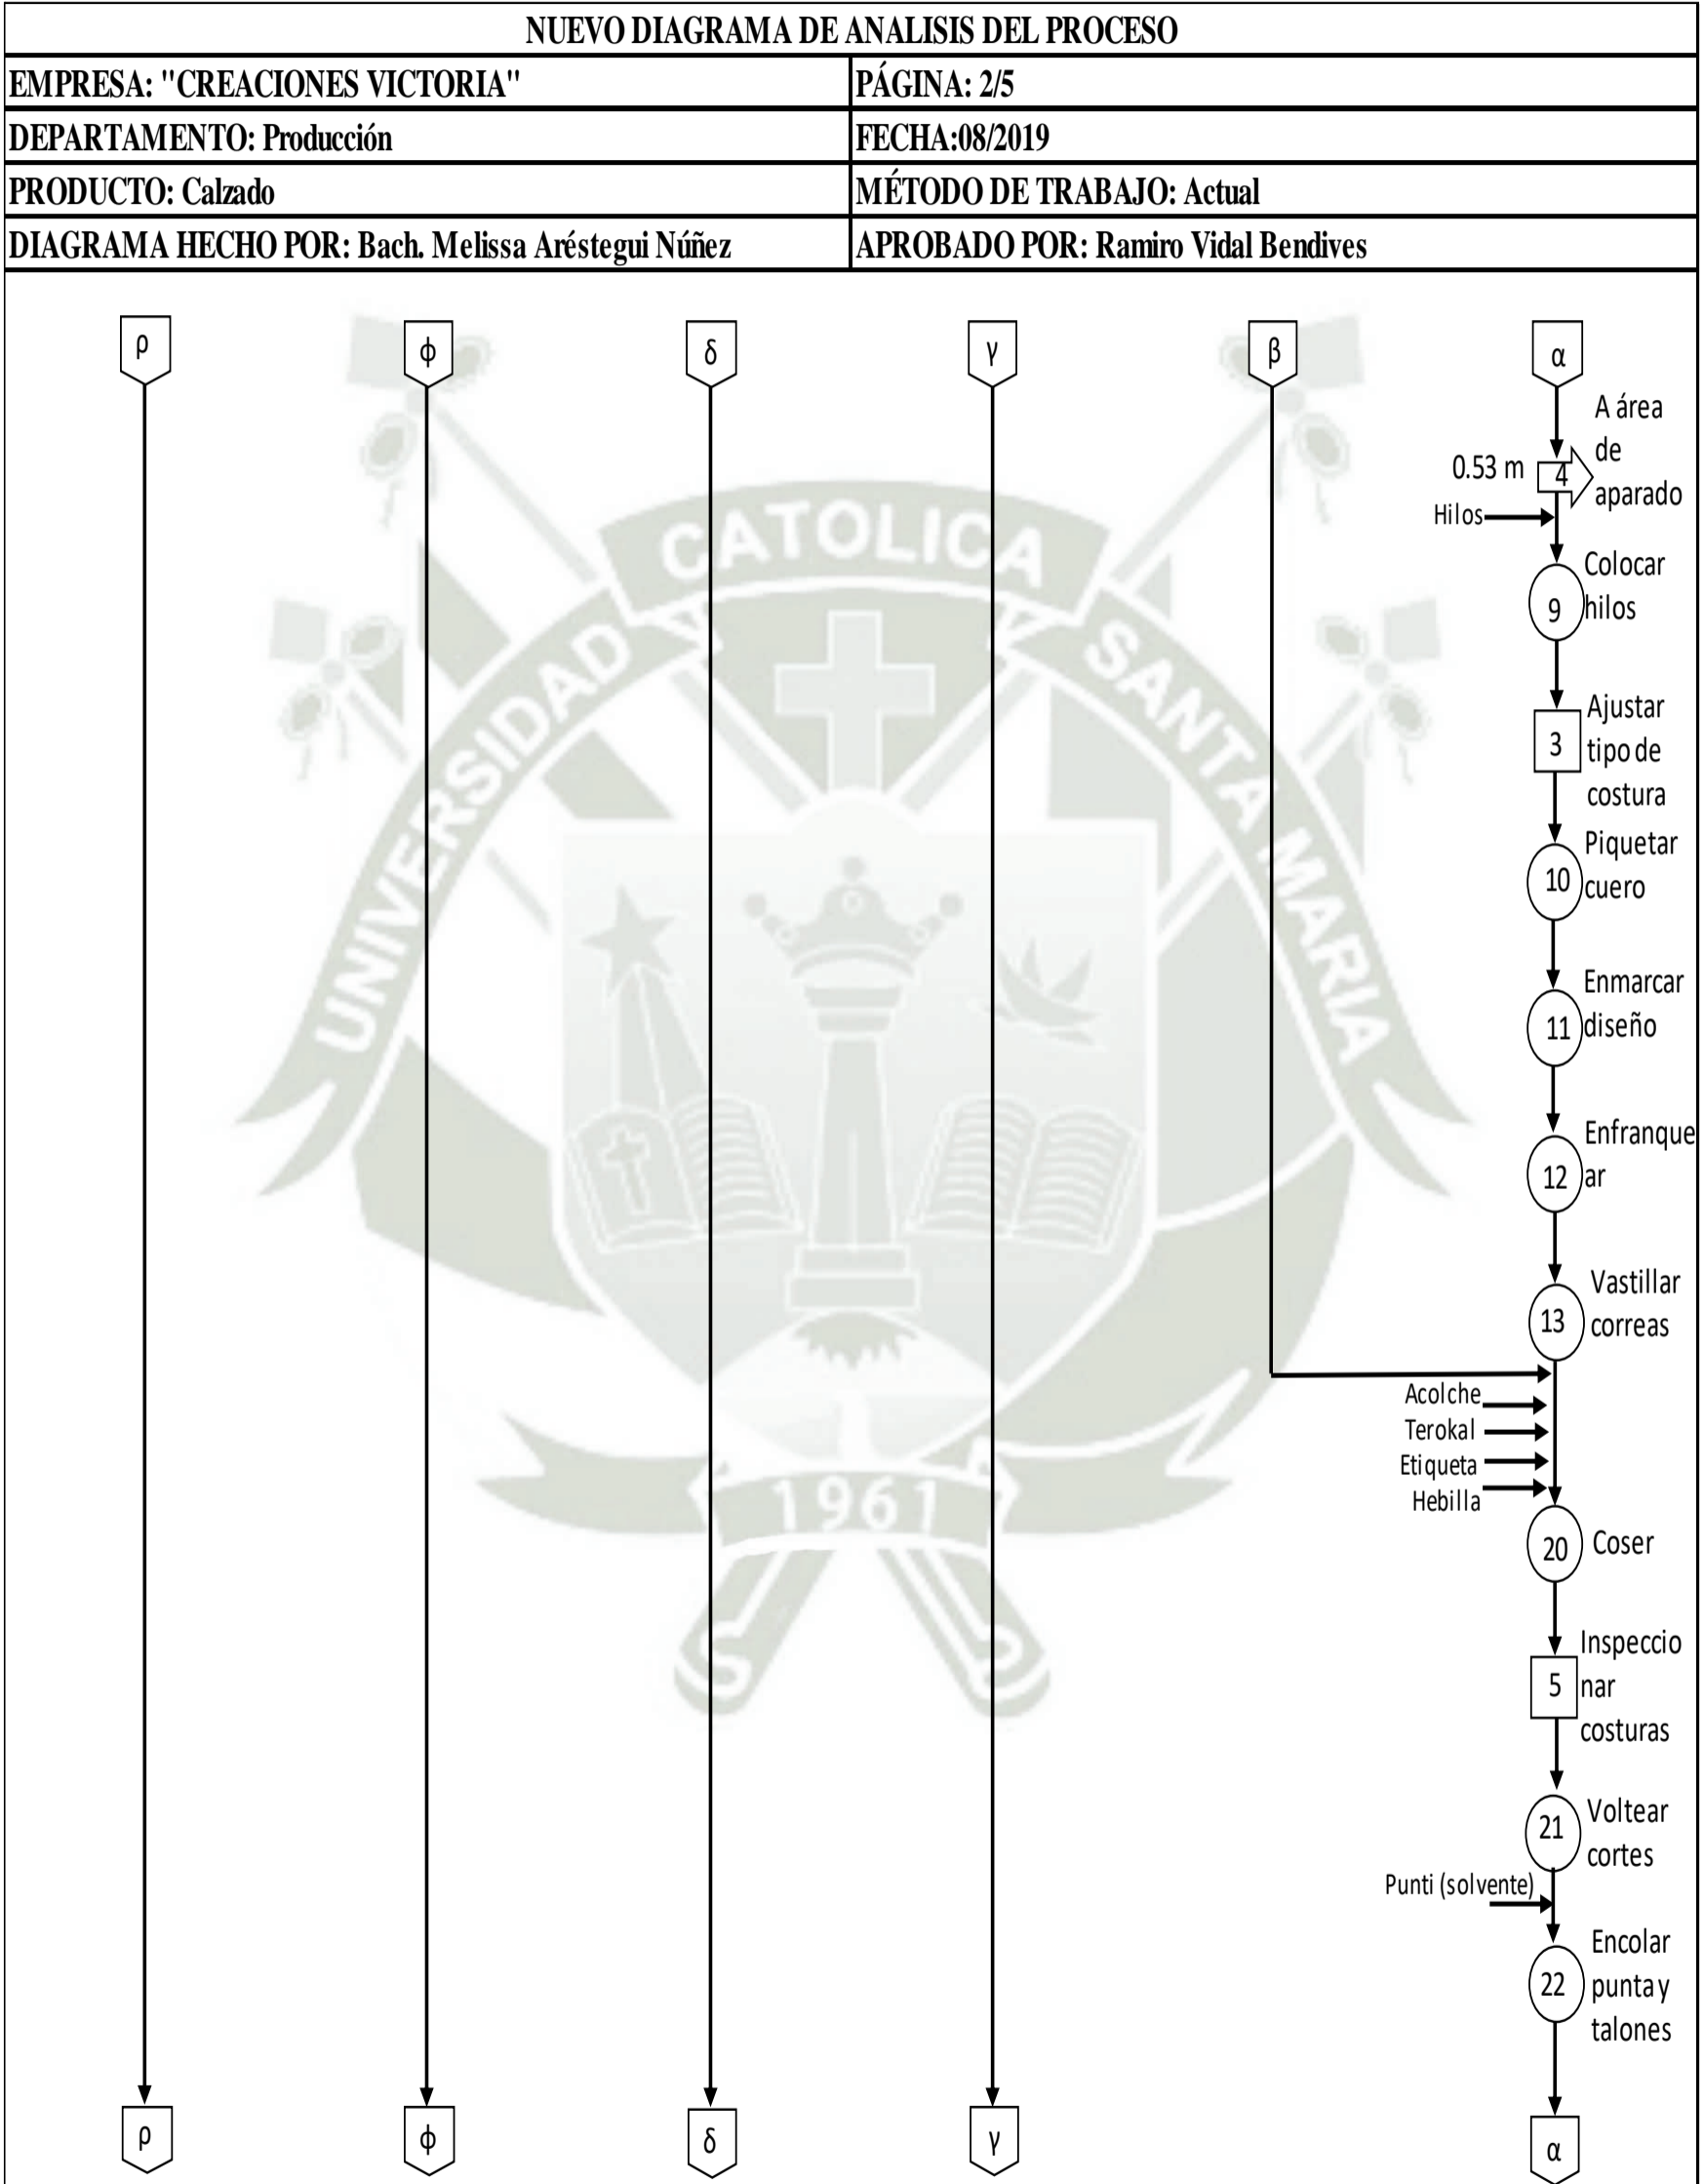 NUEVO DIAGRAMA DE ANALISIS DEL PROCESO
EMPRESA: "CREACIONES VICTORIA"
PÁGINA: 2/5
DEPARTAMENTO: Producción
FECHA:08/2019
PRODUCTO: Calzado
MÉTODO DE TRABAJO: Actual
DIAGRAMA HECHO POR: Bach. Melissa Aréstegui Núñez
APROBADO POR: Ramiro Vidal Bendives
ρ
ϕ
δ
γ
β
α
A área
de
aparado
0.53 m
4
Hilos
Colocar
hilos
9
Ajustar
tipo de
costura
3
Piquetar
cuero
10
Enmarcar
diseño
11
Enfranque
ar
12
Vastillar
correas
13
Acolche
Terokal
Etiqueta
Hebilla
20
Coser
Inspeccio
nar
costuras
5
Voltear
cortes
21
Punti (solvente)
Encolar
punta y
talones
22
ρ
ϕ
δ
γ
α
UNIVERSIDAD
CATOLICA
SANTA MARIA
1961